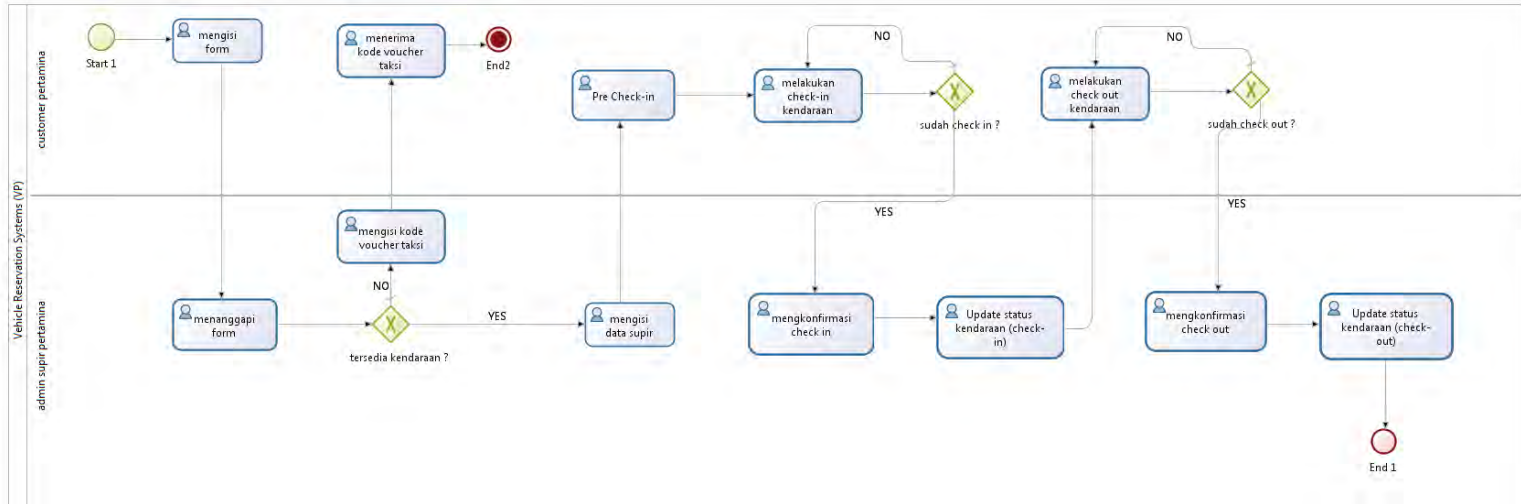 Vehicle Reservation Systems (VP)
customer pertamina
Start 1
mengisi
form
menerima
kode voucher
taksi
End2
Pre Check-in
melakukan
check-in
kendaraan
NO
sudah check in ?
melakukan
check out
kendaraan
NO
sudah check out ?
admin supir pertamina
menanggapi
form
mengisi kode
voucher taksi
NO
tersedia kendaraan ?
YES
mengisi
data supir
YES
mengkonfirmasi
check in
Update status
kendaraan (check-
in)
YES
mengkonfirmasi
check out
Update status
kendaraan (check-
out)
End 1